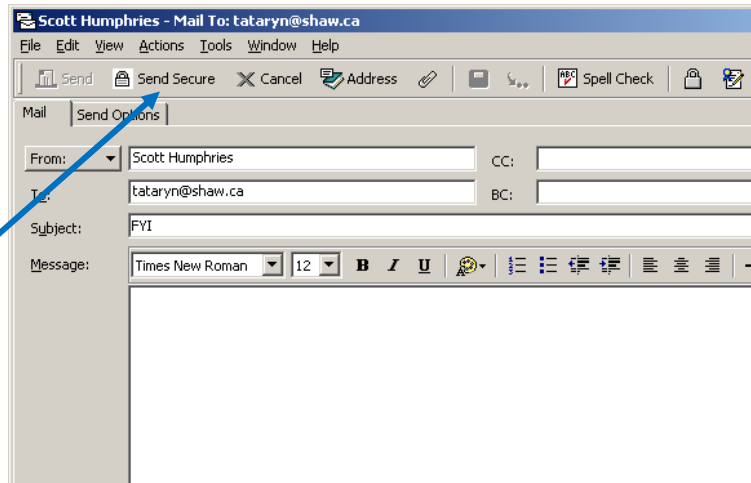 Scott Humphries - Mail To: tataryn@shaw.ca
File Edit View Actions Tools Window Help
Send Send Secure Cancel Address ABC Spell Check
Mail Send Options
From: Scott Humphries CC:
To: tataryn@shaw.ca BC:
Subject: FYI
Message: Times New Roman 12 B I U